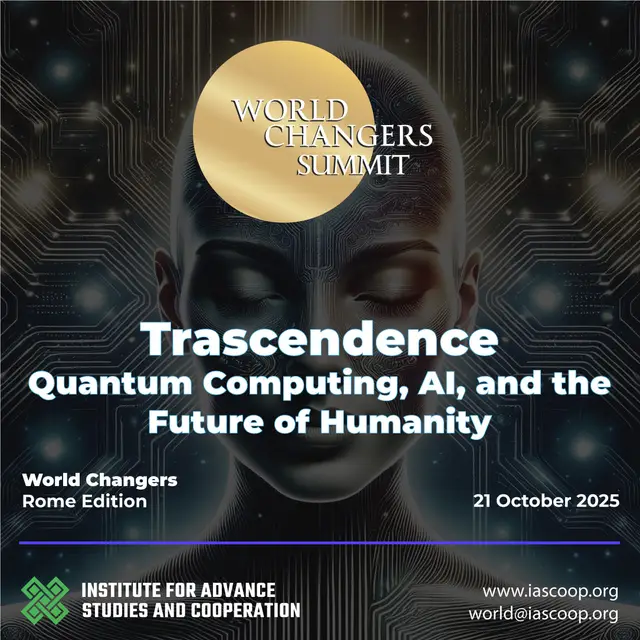 WORLD
CHANGERS
SUMMIT
Trascendence
Quantum Computing, AI, and the
Future of Humanity
World Changers
Rome Edition
21 October 2025
INSTITUTE FOR ADVANCE
STUDIES AND COOPERATION
www.iascoop.org
world@iascoop.org